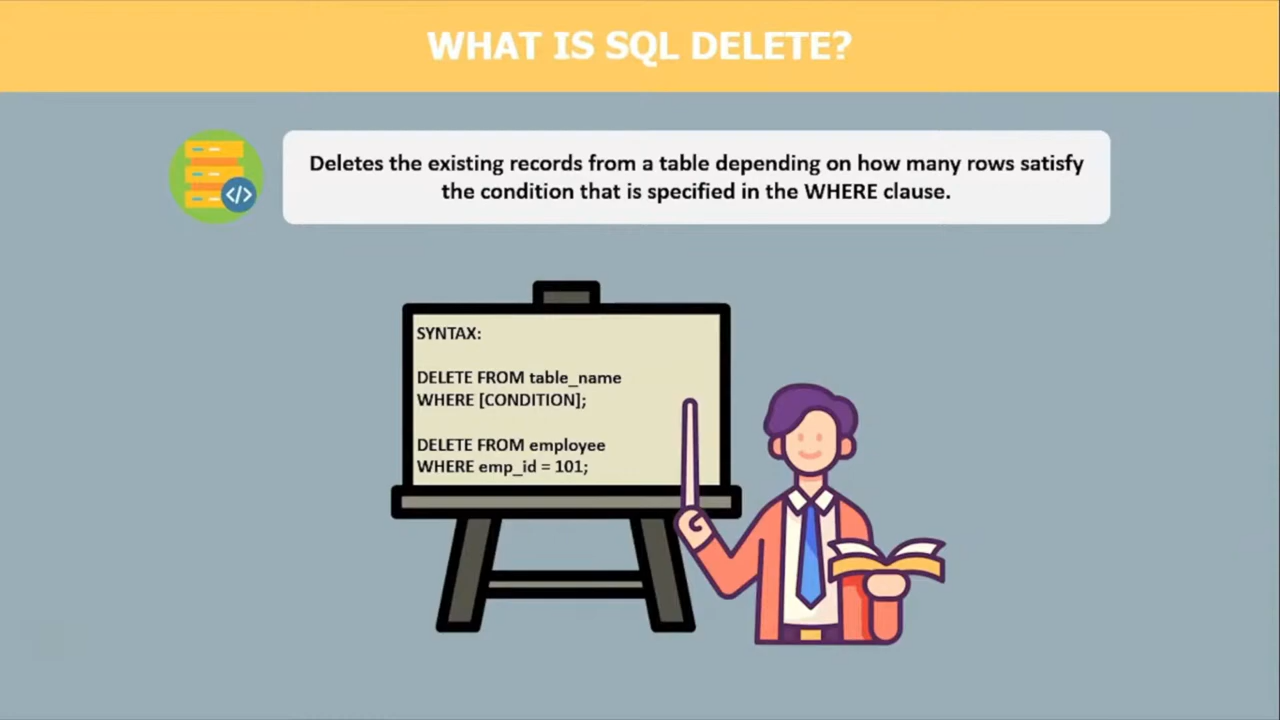 WHAT IS SQL DELETE?
Deletes the existing records from a table depending on how many rows satisfy
the condition that is specified in the WHERE clause.
</>
SYNTAX:
DELETE FROM table_name
WHERE [CONDITION];
DELETE FROM employee
WHERE emp_id = 101;